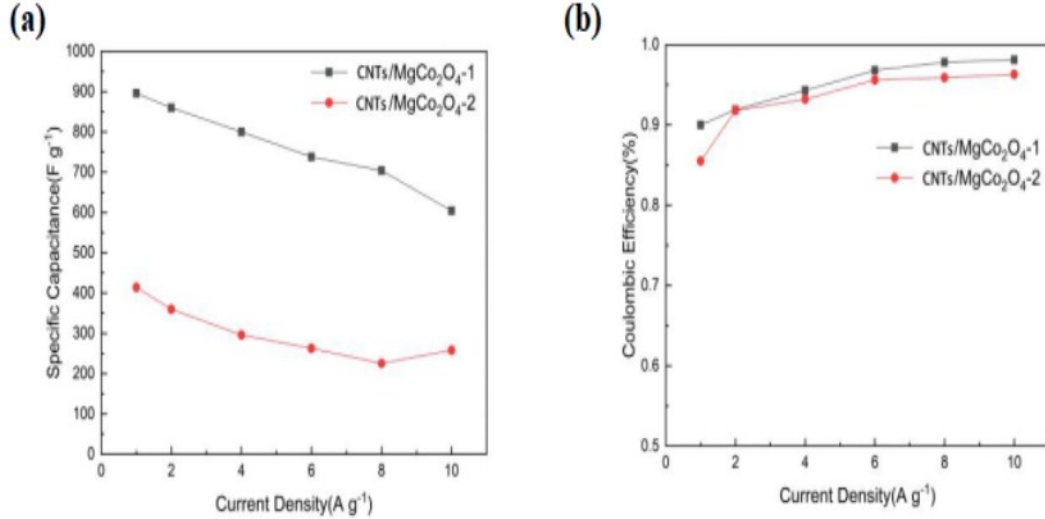 (a)
1000
900
800
700
600
500
400
300
200
100
0
0 2 4 6 8 10
Specific Capacitance(F g⁻¹)
Current Density(A g⁻¹)
CNTs/MgCo₂O₄-1
CNTs/MgCo₂O₄-2
(b)
1.0
0.9
0.8
0.7
0.6
0.5
0 2 4 6 8 10
Coulombic Efficiency(%)
Current Density(A g⁻¹)
CNTs/MgCo₂O₄-1
CNTs/MgCo₂O₄-2